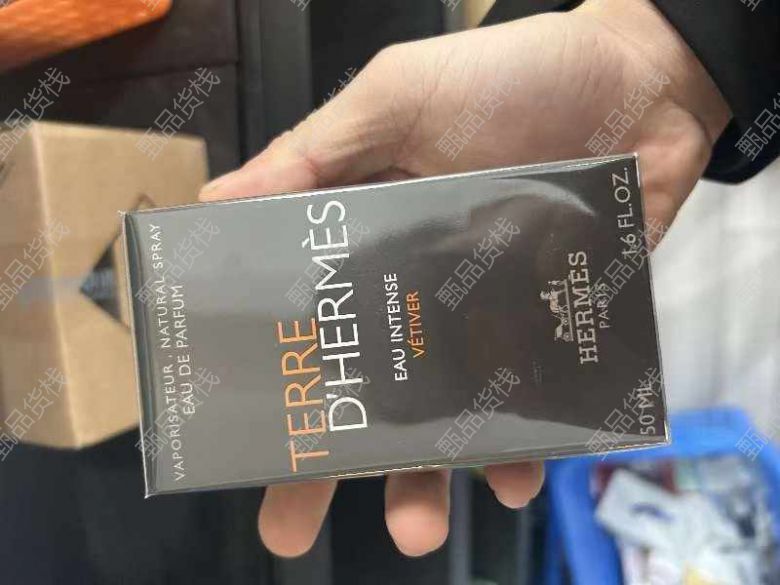 VAPORISATEUR . NATURAL SPRAY
EAU DE PARFUM
TERRE
D'HERMÈS
EAU INTENSE
VÉTIVER
HERMÈS
PARIS
50 ML
1.6 FL.OZ.
甄品货栈